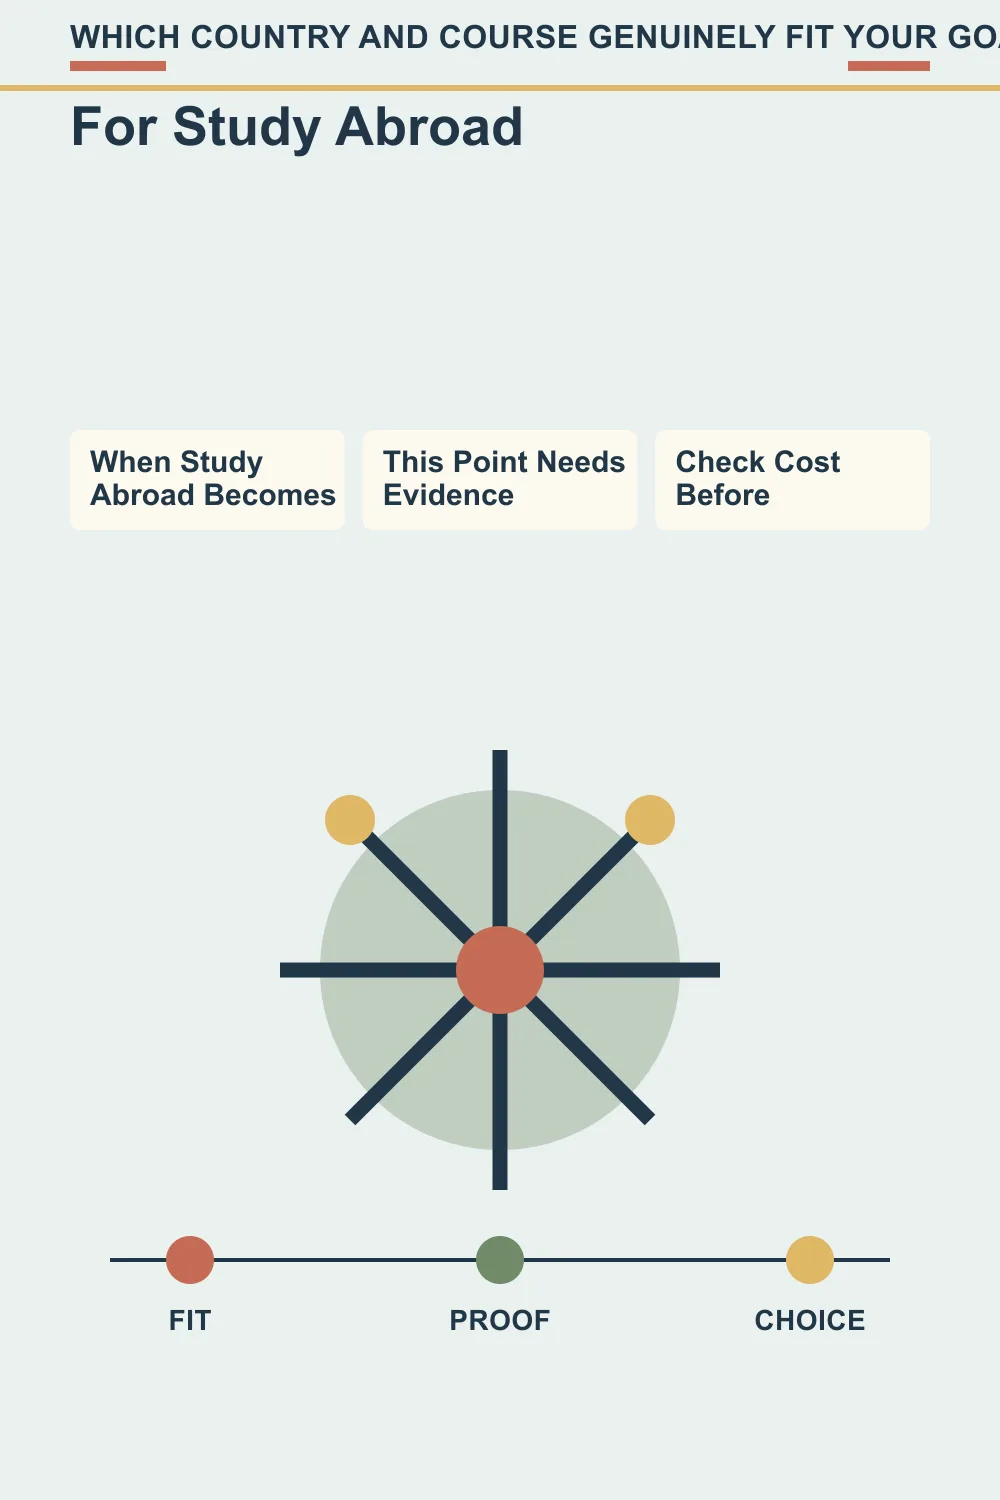 WHICH COUNTRY AND COURSE GENUINELY FIT YOUR
For Study Abroad
When Study
Abroad Becomes
This Point Needs
Evidence
Check Cost
Before
FIT
PROOF
CHOICE